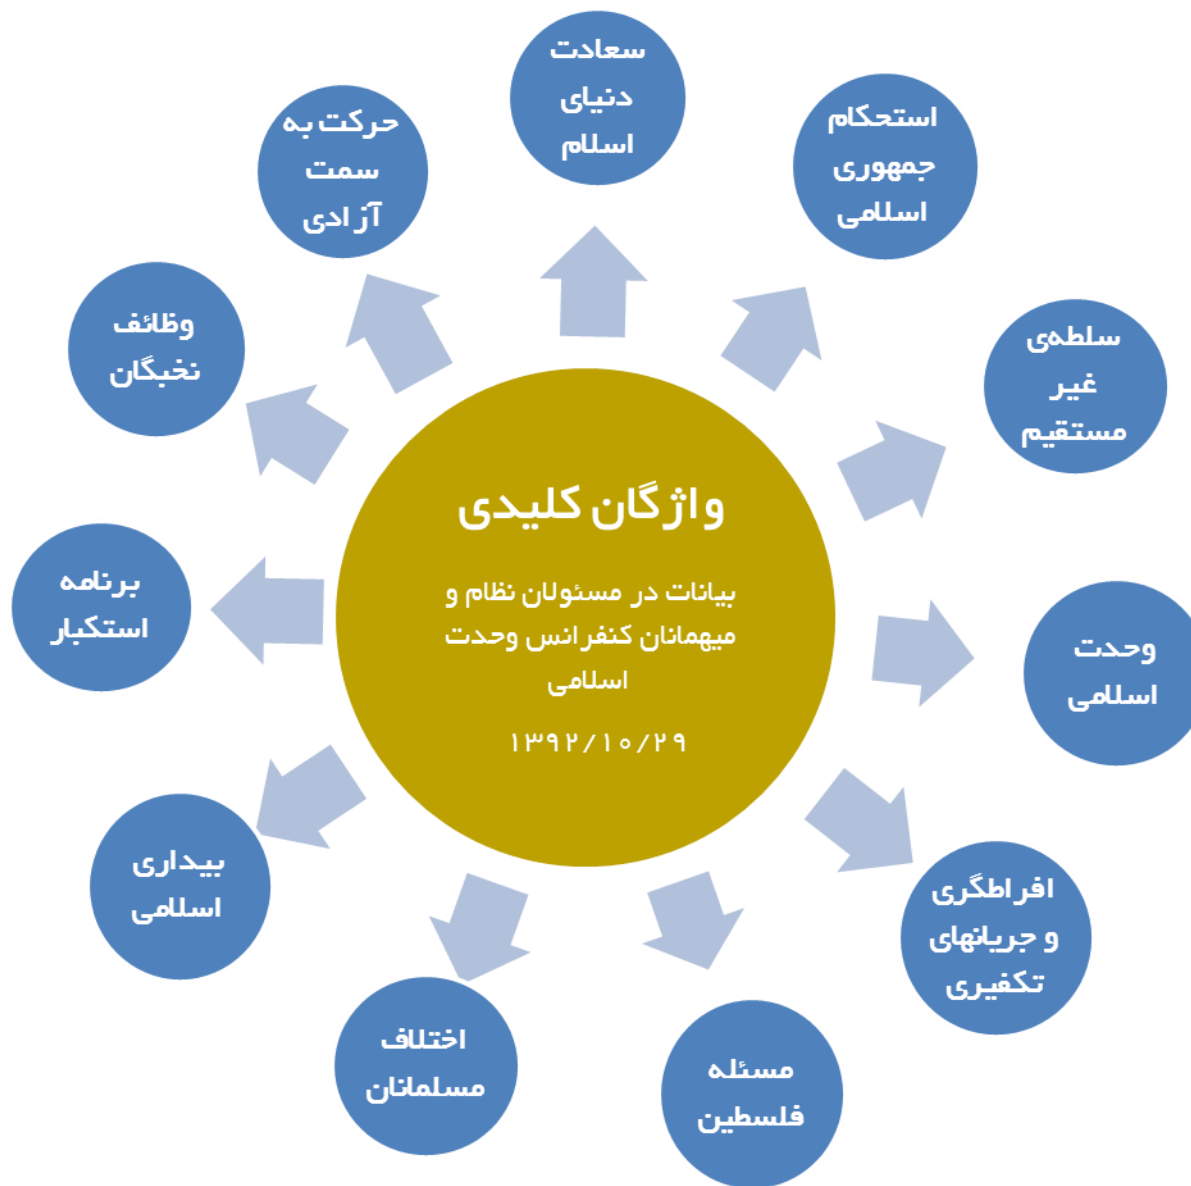 واژگان کلیدی
بیانات در مسئولان نظام و
میهمانان کنفرانس وحدت
اسلامی
۱۳۹۲/۱۰/۲۹
سعادت
دنیای
اسلام
استحکام
جمهوری
اسلامی
سلطه‌ی
غیر
مستقیم
وحدت
اسلامی
افراطگری
و جریانهای
تکفیری
مسئله
فلسطین
اختلاف
مسلمانان
بیداری
اسلامی
برنامه
استکبار
وظائف
نخبگان
حرکت به
سمت
آزادی